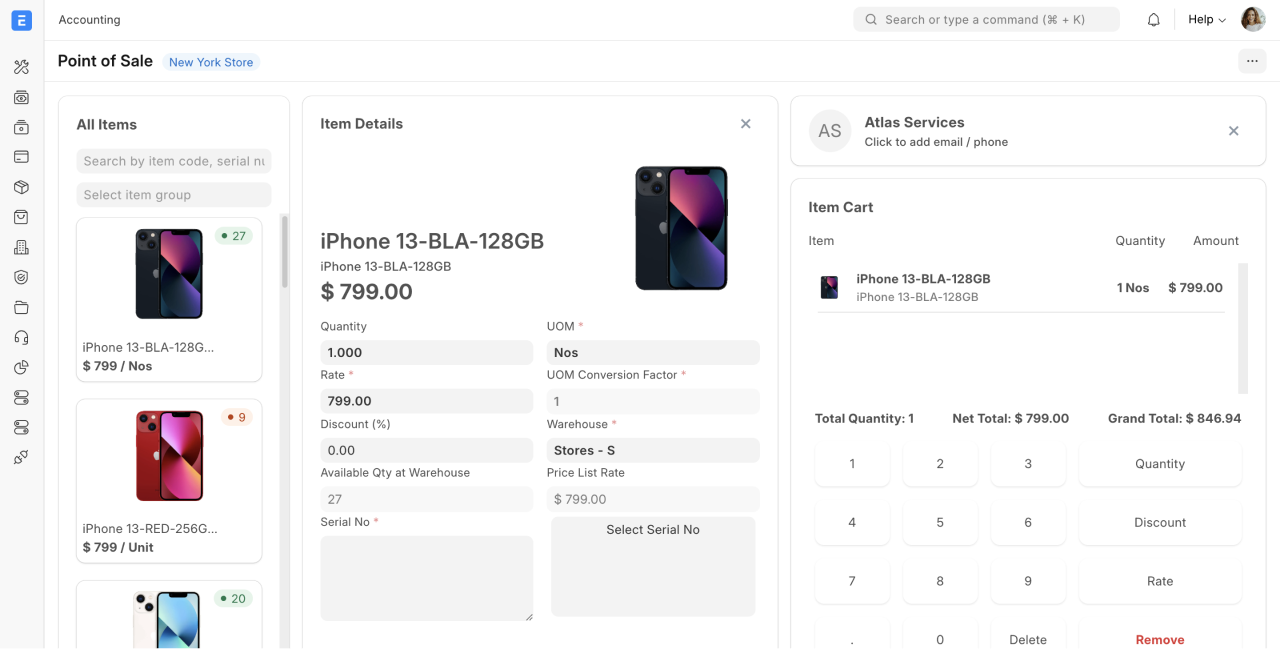 E
Accounting
Search or type a command (⌘ + K)
Help
Point of Sale
New York Store
...
All Items
Search by item code, serial nu
Select item group
27
iPhone 13-BLA-128G...
$ 799 / Nos
9
iPhone 13-RED-256G...
$ 799 / Unit
20
Item Details
iPhone 13-BLA-128GB
iPhone 13-BLA-128GB
$ 799.00
Quantity
UOM *
1.000
Nos
Rate *
UOM Conversion Factor *
799.00
1
Discount (%)
Warehouse *
0.00
Stores - S
Available Qty at Warehouse
Price List Rate
27
$ 799.00
Serial No *
Select Serial No
AS
Atlas Services
Click to add email / phone
Item Cart
Item Quantity Amount
iPhone 13-BLA-128GB
iPhone 13-BLA-128GB
1 Nos $ 799.00
Total Quantity: 1 Net Total: $ 799.00 Grand Total: $ 846.94
1 2 3 Quantity
4 5 6 Discount
7 8 9 Rate
. 0 Delete Remove